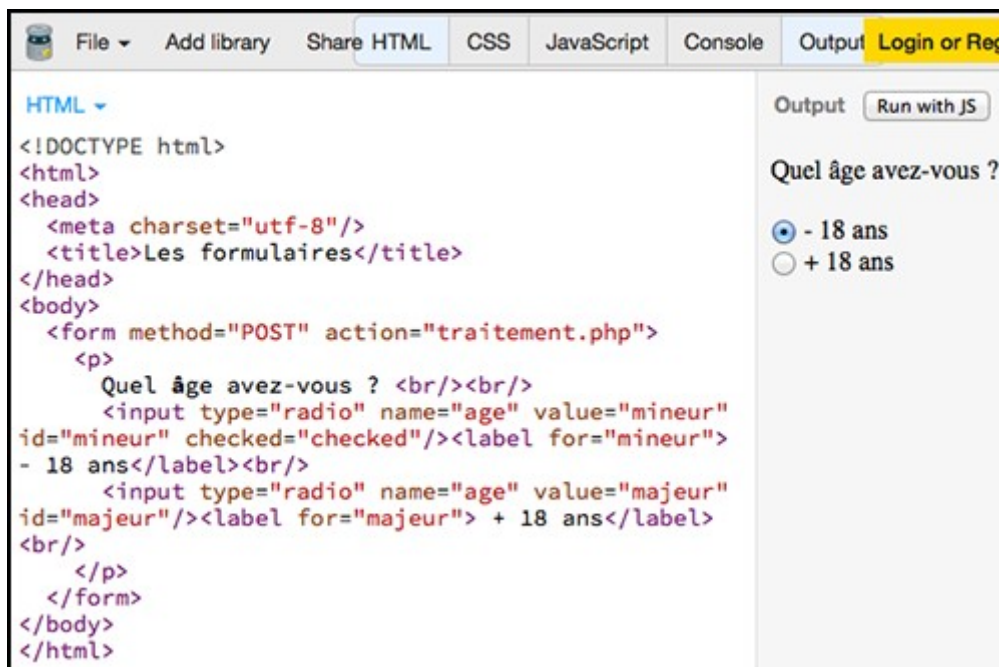 File Add library Share HTML CSS JavaScript Console Output Login or Reg
HTML
Output Run with JS
<!DOCTYPE html>
<html>
<head>
<meta charset="utf-8"/>
<title>Les formulaires</title>
</head>
<body>
<form method="POST" action="traitement.php">
<p>
Quel âge avez-vous ? <br/><br/>
<input type="radio" name="age" value="mineur"
id="mineur" checked="checked"/><label for="mineur">
- 18 ans</label><br/>
<input type="radio" name="age" value="majeur"
id="majeur"/><label for="majeur"> + 18 ans</label>
<br/>
</p>
</form>
</body>
</html>
Quel âge avez-vous ?
- 18 ans
+ 18 ans